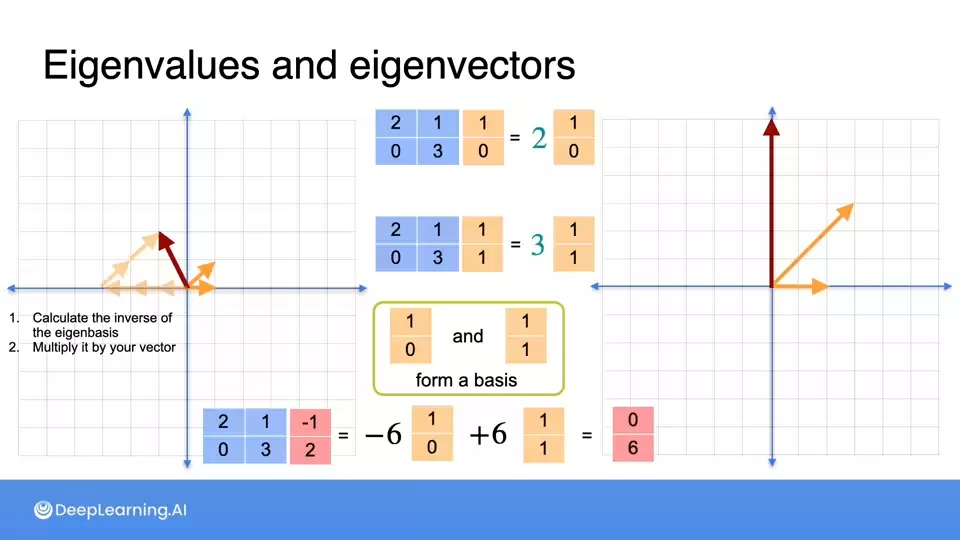 Eigenvalues and eigenvectors
2 1 1 = 2 1
0 3 0 0
2 1 1 = 3 1
0 3 1 1
1. Calculate the inverse of
the eigenbasis
2. Multiply it by your vector
1 and 1
0 1
form a basis
2 1 -1 = −6 1 +6 1 = 0
0 3 2 0 1 6
DeepLearning.AI